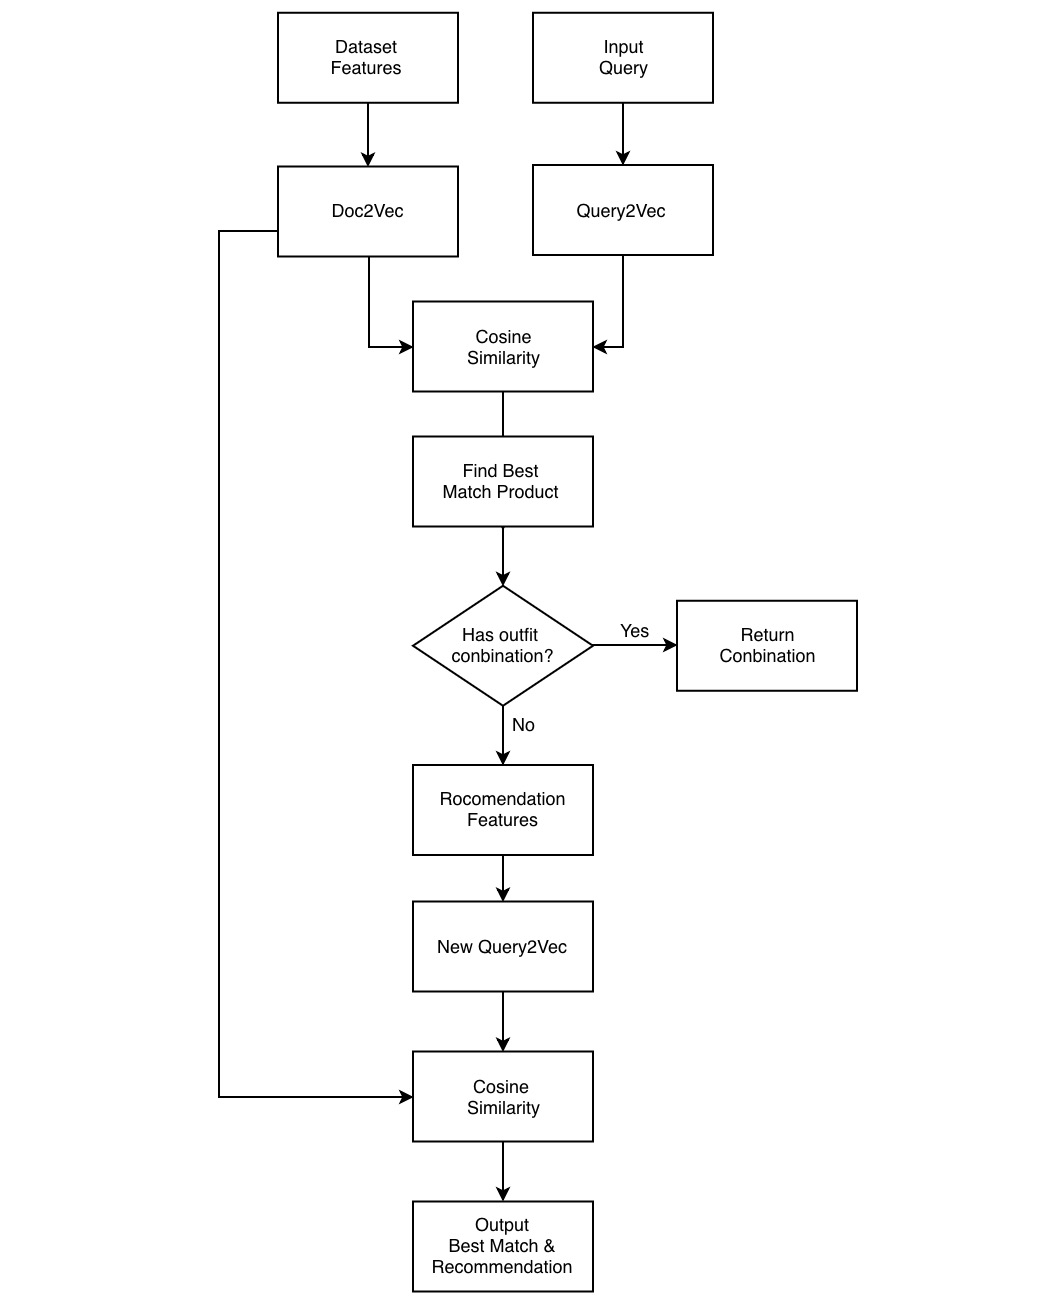 Dataset
Features
Input
Query
Doc2Vec
Query2Vec
Cosine
Similarity
Find Best
Match Product
Has outfit
conbination?
Yes
Return
Conbination
No
Rocomendation
Features
New Query2Vec
Cosine
Similarity
Output
Best Match &
Recommendation